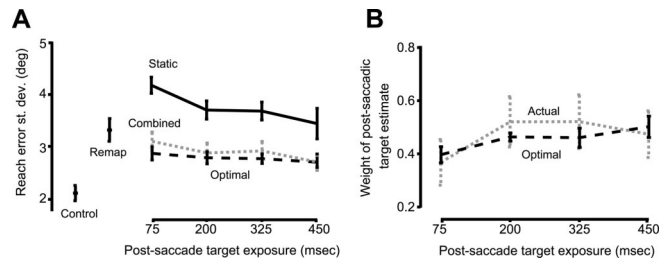 A
Reach error st. dev. (deg)
5
4
3
2
Static
Combined
Remap
Optimal
Control
75 200 325 450
Post-saccade target exposure (msec)
B
Weight of post-saccadic
target estimate
0.8
0.6
0.4
0.2
Actual
Optimal
75 200 325 450
Post-saccade target exposure (msec)